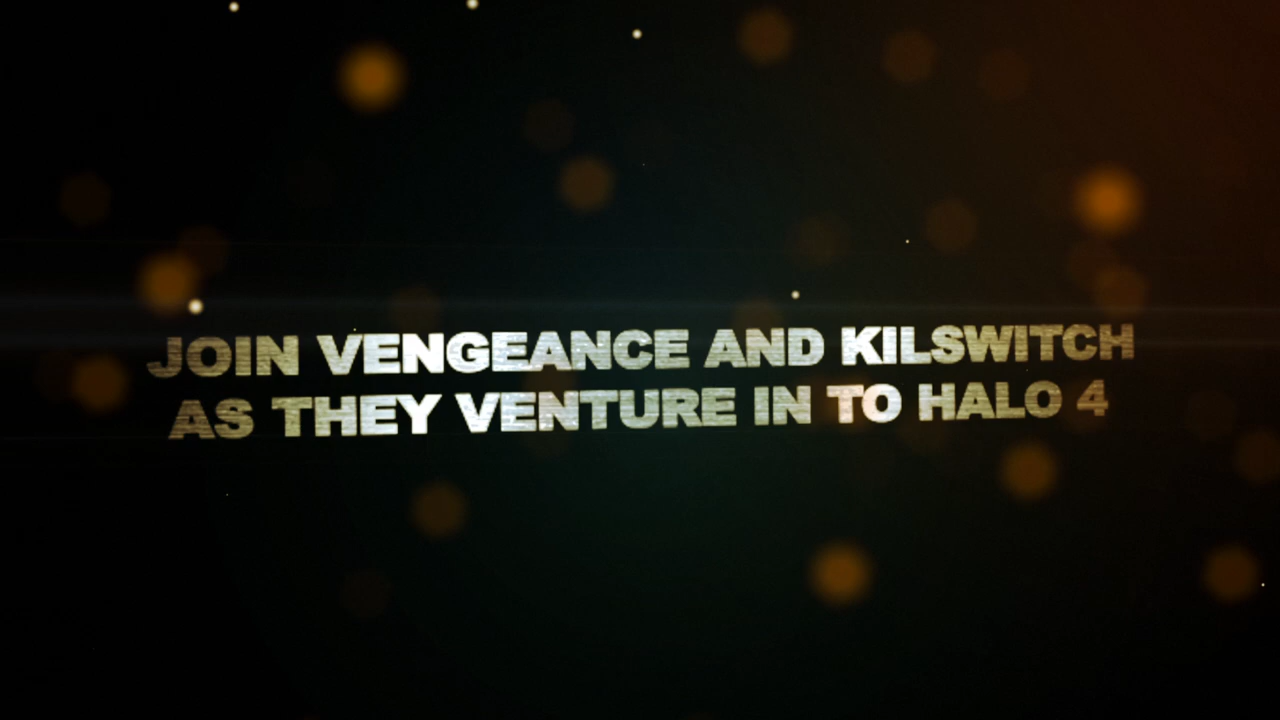 JOIN VENGEANCE AND KILSWITCH
AS THEY VENTURE IN TO HALO 4